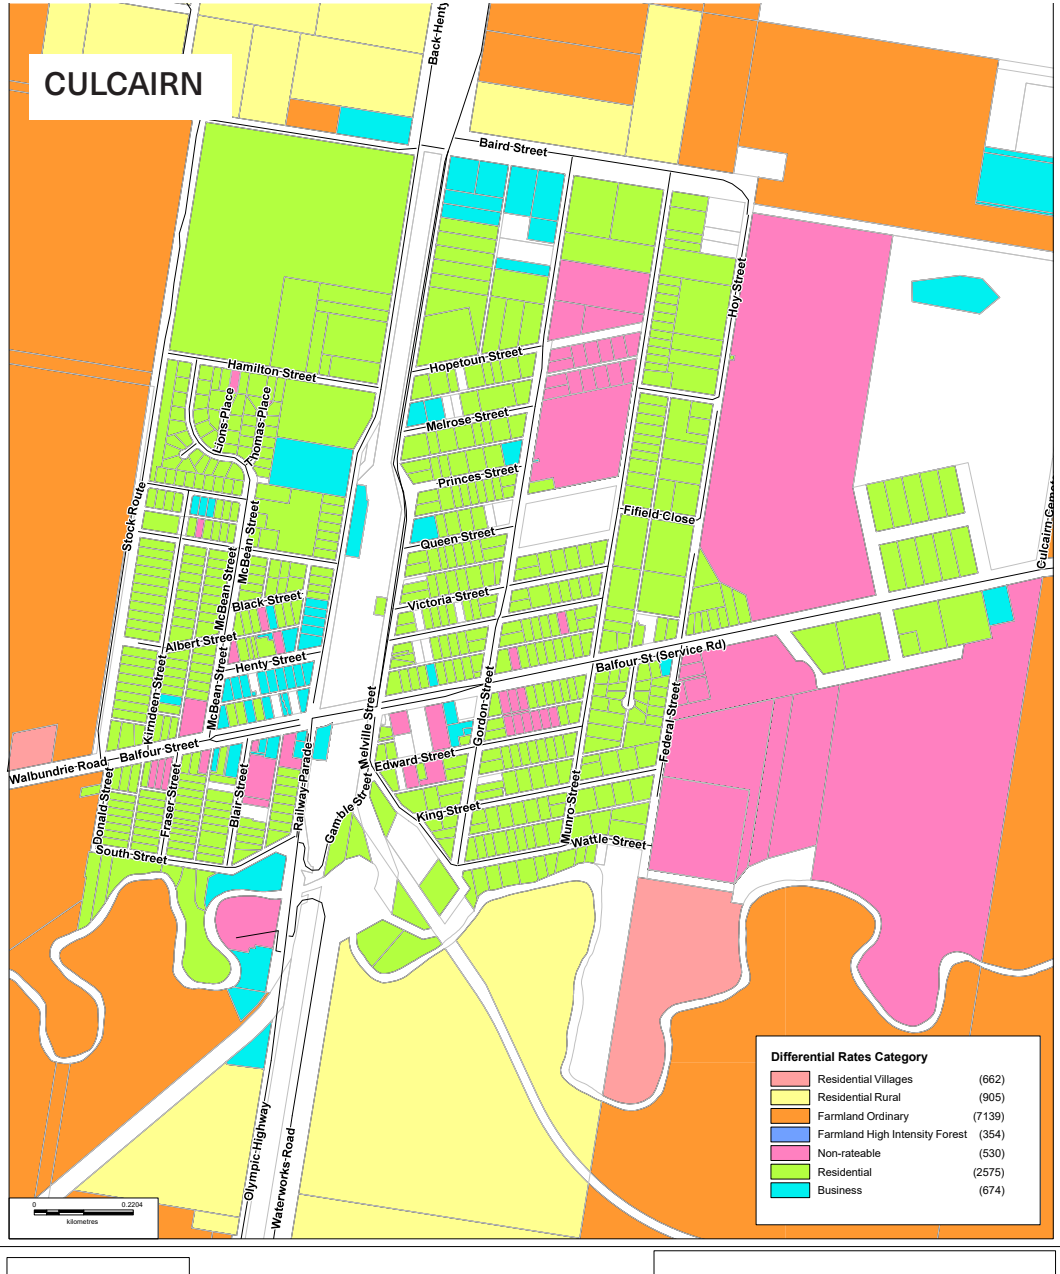 CULCAIRN
Back Henty
Baird Street
Hoy Street
Hopetoun Street
Hamilton Street
Lions Place
Thomas Place
Melrose Street
Princes Street
Stock Route
McBean Street
Fifield Close
Queen Street
Culcairn Cemet
McBean Street
Black Street
Victoria Street
Albert Street
Henty Street
Balfour St (Service Rd)
Kirndeen Street
McBean Street
Gordon Street
Federal Street
Melville Street
Balfour Street
Walbundrie Road
Edward Street
Donald Street
Fraser Street
Blair Street
Railway Parade
Gamble Street
King Street
Munro Street
Wattle Street
South Street
Olympic Highway
Waterworks Road
Differential Rates Category
Residential Villages (662)
Residential Rural (905)
Farmland Ordinary (7139)
Farmland High Intensity Forest (354)
Non-rateable (530)
Residential (2575)
Business (674)
0 0.2204
kilometres